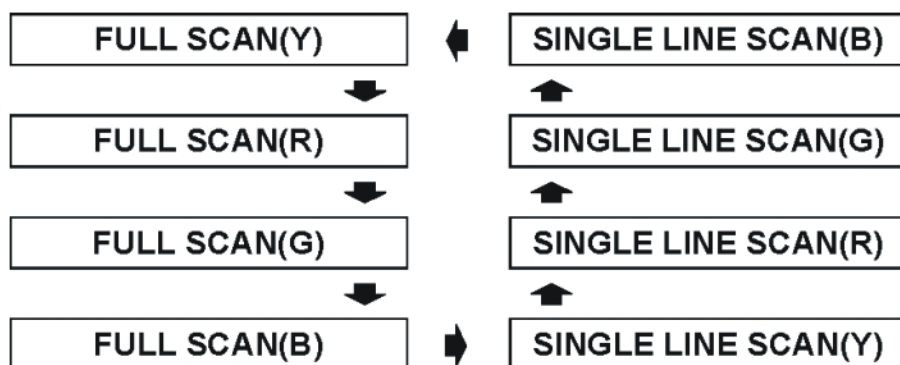 FULL SCAN(Y)
SINGLE LINE SCAN(B)
FULL SCAN(R)
SINGLE LINE SCAN(G)
FULL SCAN(G)
SINGLE LINE SCAN(R)
FULL SCAN(B)
SINGLE LINE SCAN(Y)